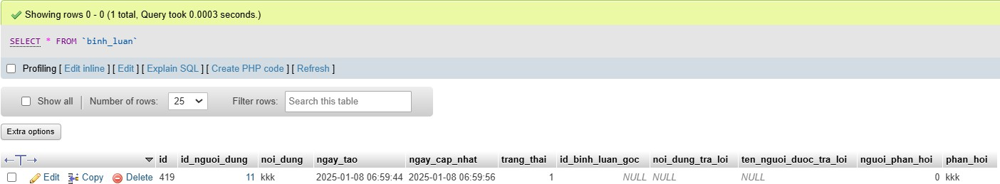 Showing rows 0 - 0 (1 total, Query took 0.0003 seconds.)
SELECT * FROM `binh_luan`
Profiling [ Edit inline ] [ Edit ] [ Explain SQL ] [ Create PHP code ] [ Refresh ]
Show all Number of rows: 25 Filter rows: Search this table
Extra options
id id_nguoi_dung noi_dung ngay_tao ngay_cap_nhat trang_thai id_binh_luan_goc noi_dung_tra_loi ten_nguoi_duoc_tra_loi nguoi_phan_hoi phan_hoi
Edit Copy Delete 419 11 kkk 2025-01-08 06:59:44 2025-01-08 06:59:56 1 NULL NULL NULL 0 kkk